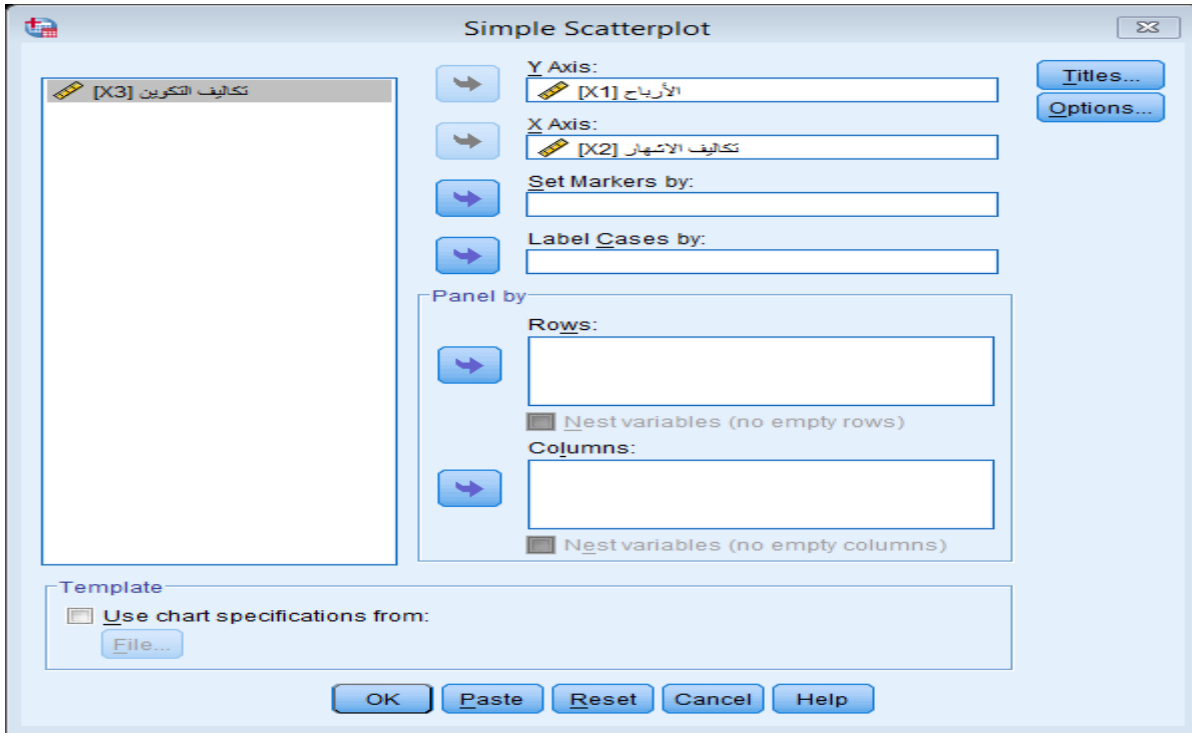 Simple Scatterplot
تكاليف التكوين [X3]
Y Axis:
الأرباح [X1]
X Axis:
تكاليف الاشهار [X2]
Set Markers by:
Label Cases by:
Titles...
Options...
Panel by
Rows:
Nest variables (no empty rows)
Columns:
Nest variables (no empty columns)
Template
Use chart specifications from:
File...
OK Paste Reset Cancel Help